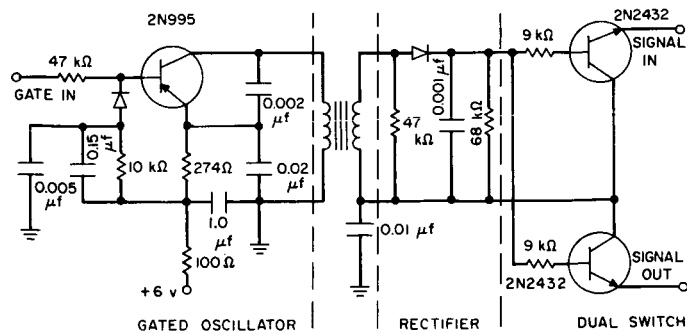 2N995
9 kΩ
2N2432
47 kΩ
SIGNAL
IN
GATE IN
0.002
μf
0.001 μf
47
kΩ
68 kΩ
0.15 μf
10 kΩ
274Ω
0.02
μf
0.005
μf
1.0
μf
0.01 μf
100Ω
9 kΩ
2N2432
SIGNAL
OUT
+6 v
GATED OSCILLATOR
RECTIFIER
DUAL SWITCH